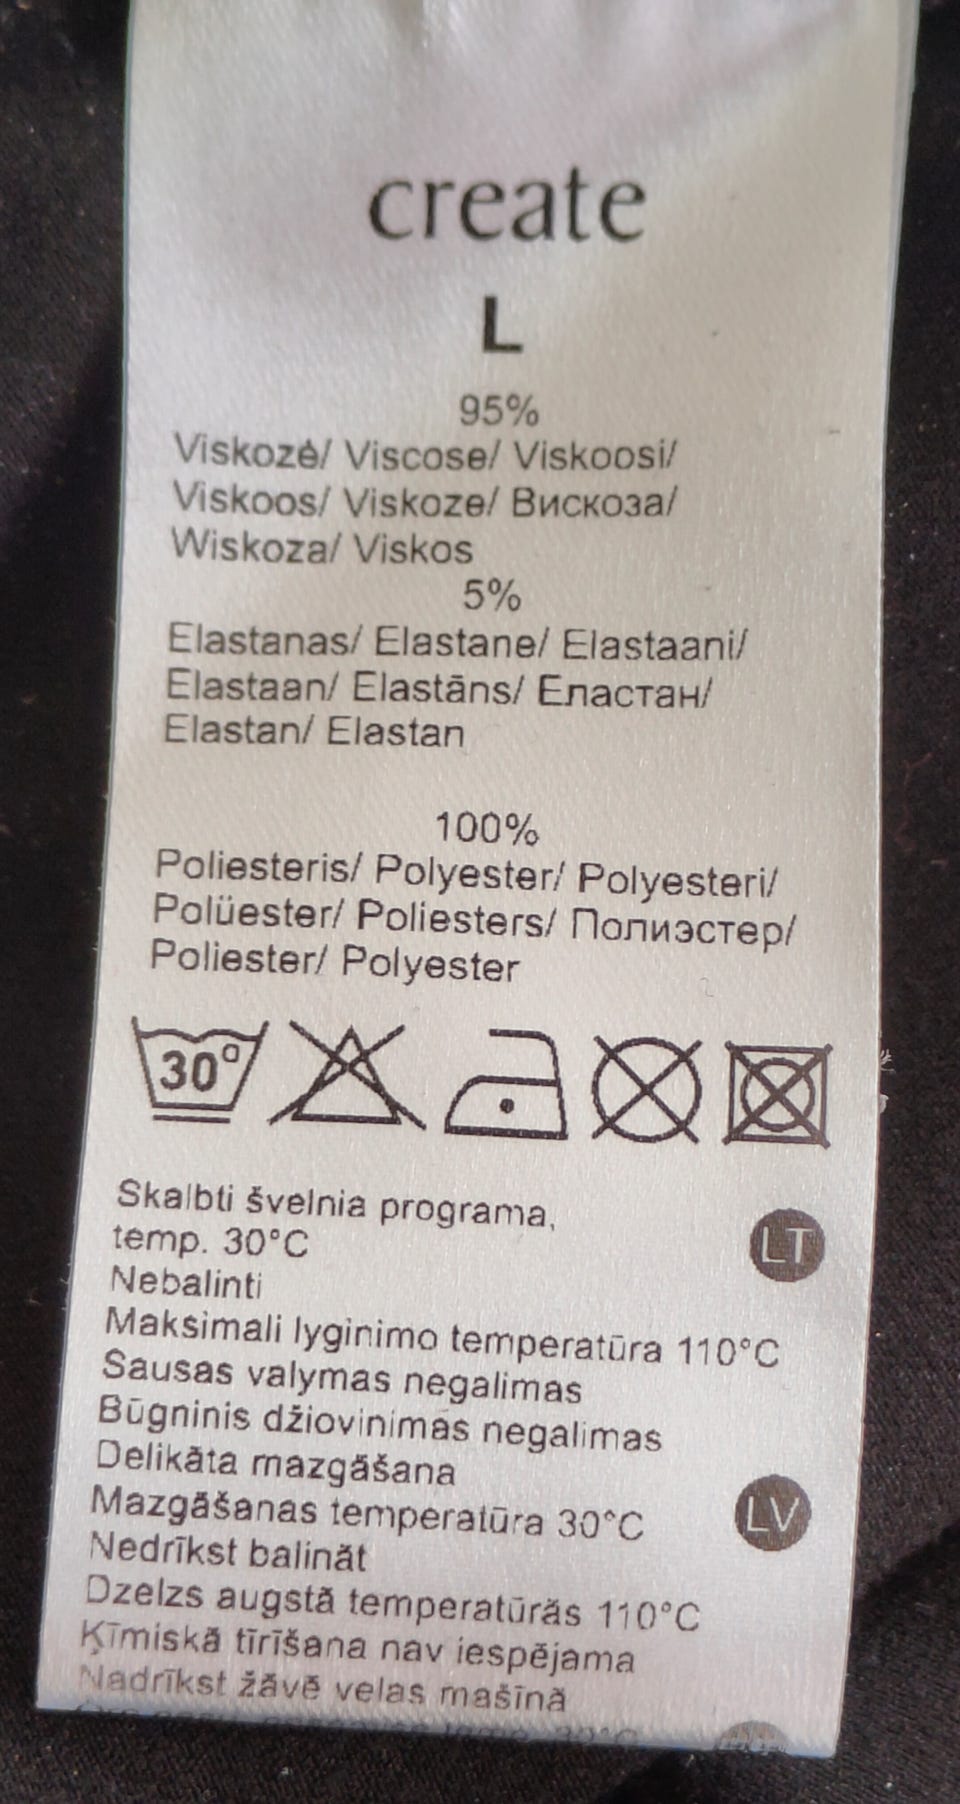 create
L
95%
Viskozė/ Viscose/ Viskoosi/
Viskoos/ Viskoze/ Вискоза/
Wiskoza/ Viskos
5%
Elastanas/ Elastane/ Elastaani/
Elastaan/ Elastāns/ Еластан/
Elastan/ Elastan
100%
Poliesteris/ Polyester/ Polyesteri/
Polüester/ Poliesters/ Полиэстер/
Poliester/ Polyester
30°
Skalbti švelnia programa,
temp. 30°C
LT
Nebalinti
Maksimali lyginimo temperatūra 110°C
Sausas valymas negalimas
Būgninis džiovinimas negalimas
Delikāta mazgāšana
Mazgāšanas temperatūra 30°C
LV
Nedrīkst balināt
Dzelzs augstā temperatūrās 110°C
Ķīmiskā tīrīšana nav iespējama
Nadrīkst žāvē velas mašīnā
30°C